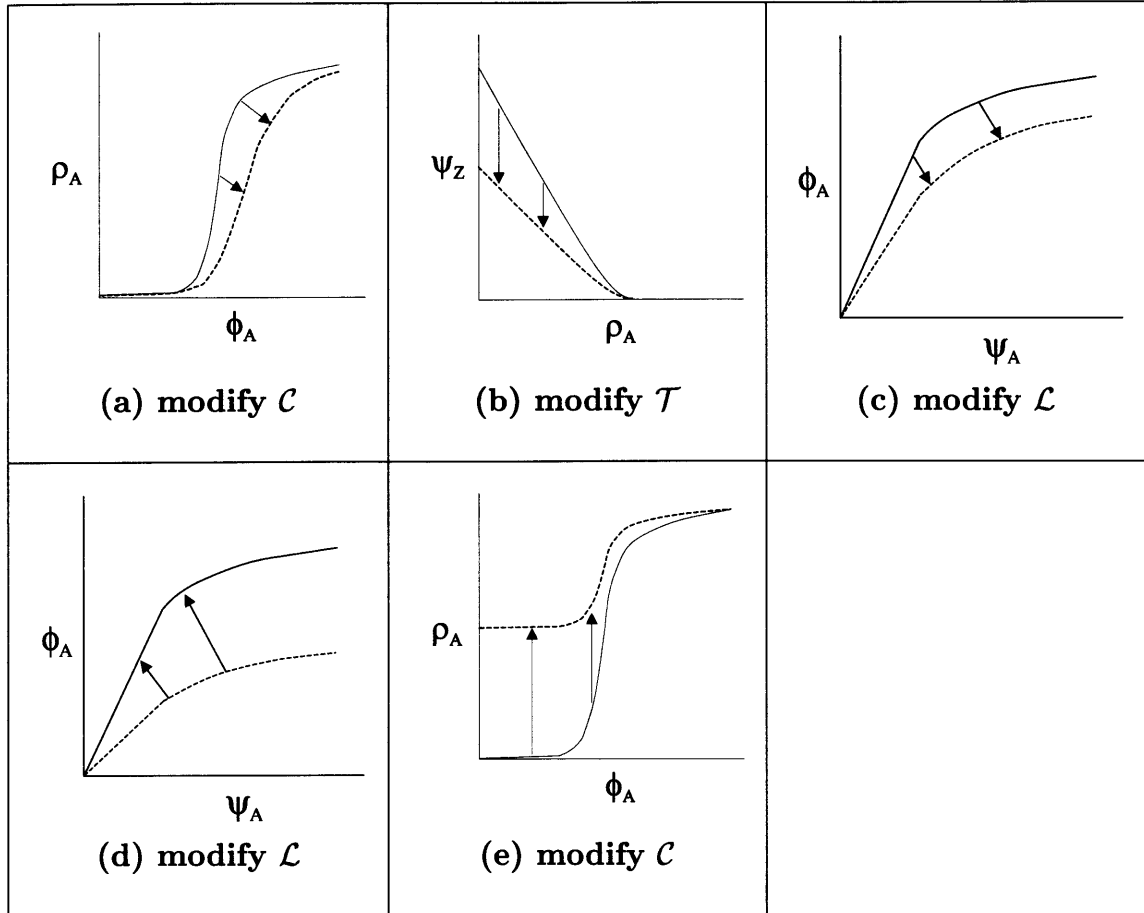 ρA
ϕA
(a) modify 𝒞
ψZ
ρA
(b) modify 𝒯
ϕA
ψA
(c) modify ℒ
ϕA
ψA
(d) modify ℒ
ρA
ϕA
(e) modify 𝒞